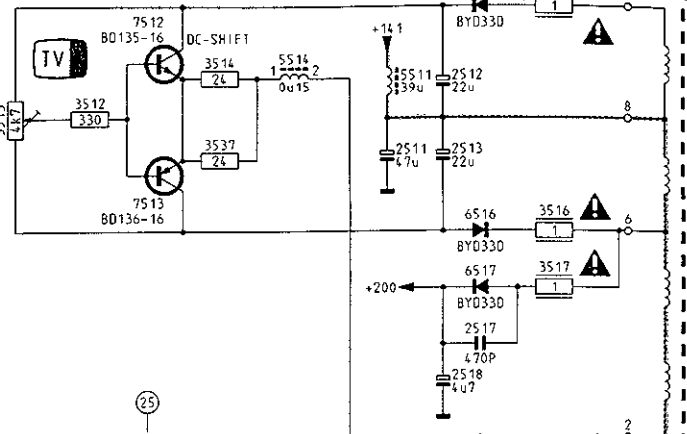 7512
BD135-16
DC-SHIFT
TV
3514
24
1
5514
2
0u15
3512
330
4K7
3537
24
7513
BD136-16
+141
5511
39u
2512
22u
2511
47u
2513
22u
BYD33D
1
8
6516
BYD33D
3516
1
6
6517
BYD33D
3517
1
+200
2517
470P
2518
4u7
25
2